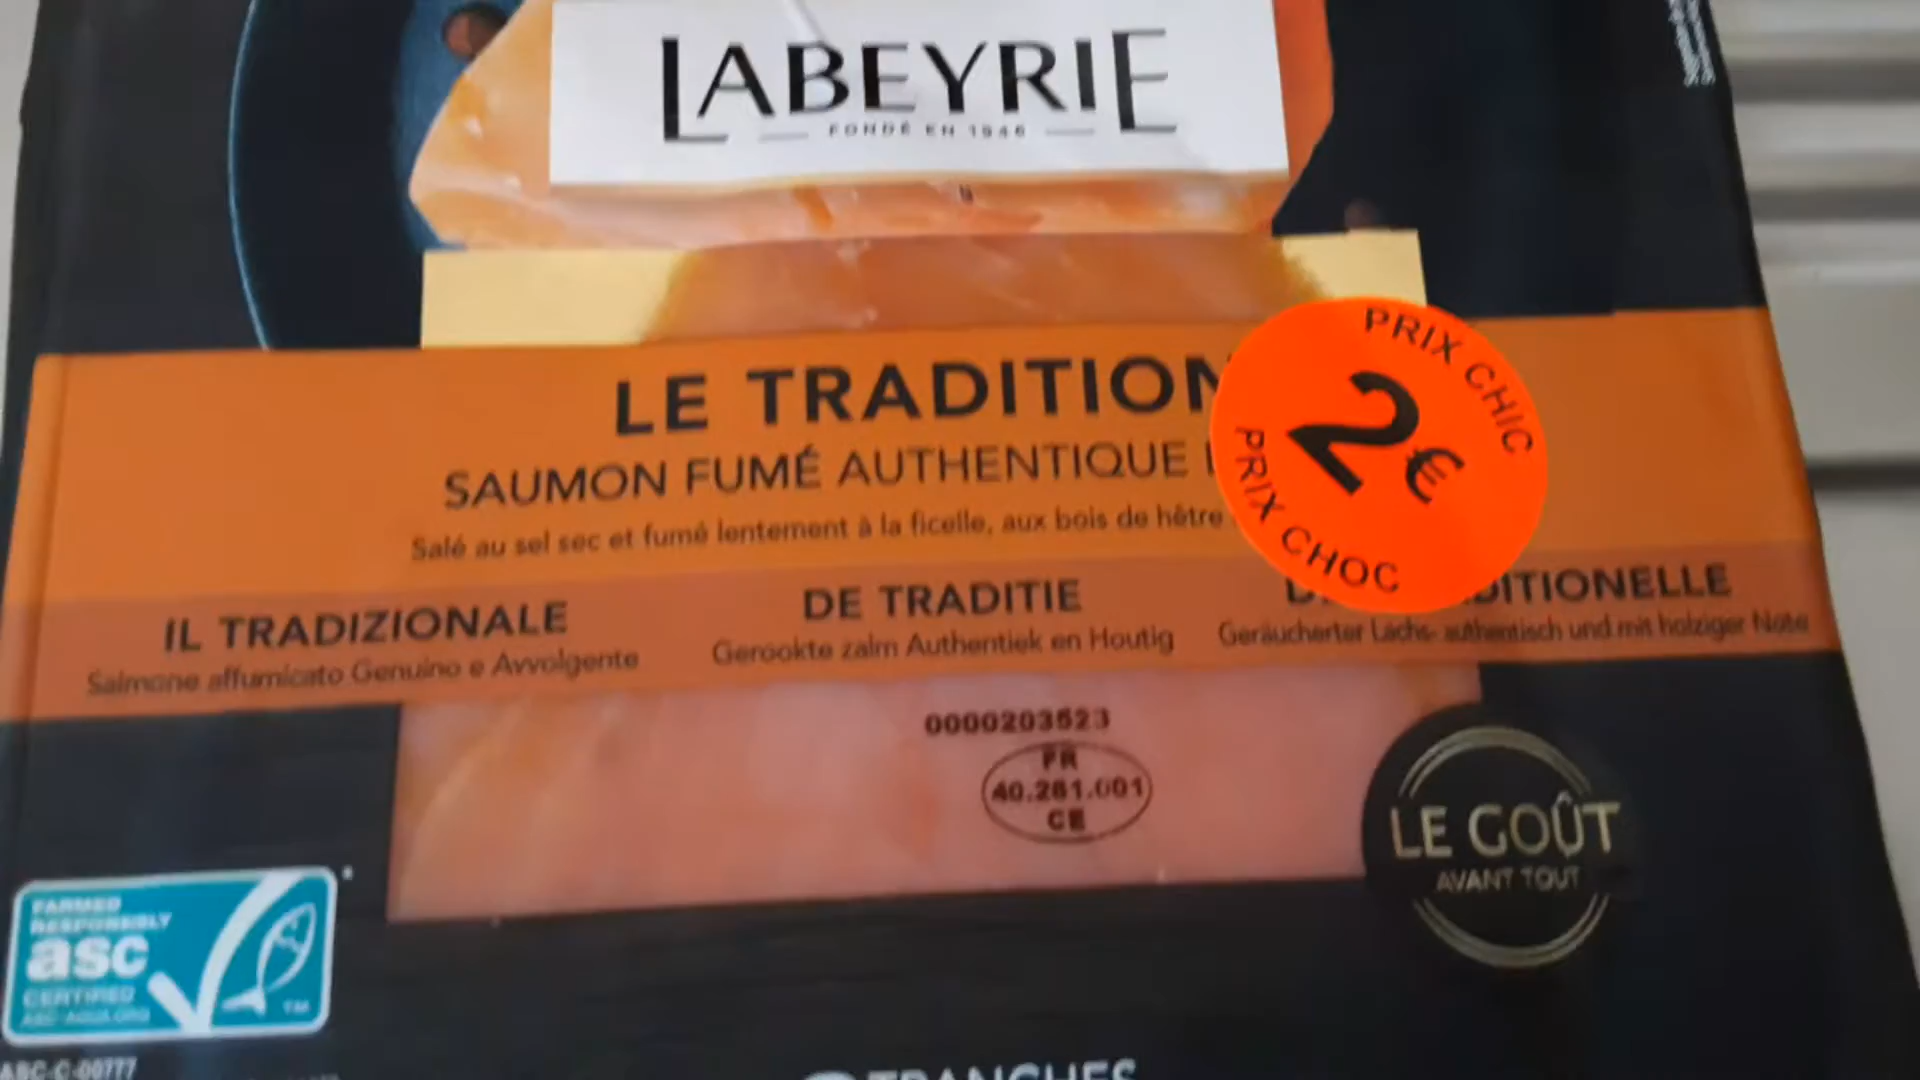 LABEYRIE
FONDÉ EN 1946
LE TRADITION
SAUMON FUMÉ AUTHENTIQUE
Salé au sel sec et fumé lentement à la ficelle, aux bois de hêtre
PRIX CHIC
2€
PRIX CHOC
IL TRADIZIONALE
Salmone affumicato Genuino e Avvolgente
DE TRADITIE
Gerookte zalm Authentiek en Houtig
DITIONELLE
Geräucherter Lachs- authentisch und mit holziger Note
0000203523
FR
40.281.001
CE
LE GOÛT
AVANT TOUT
FARMED
RESPONSIBLY
asc
CERTIFIED
ASC-AQUA.ORG
TM
ASC-C-00777
TRANCHES